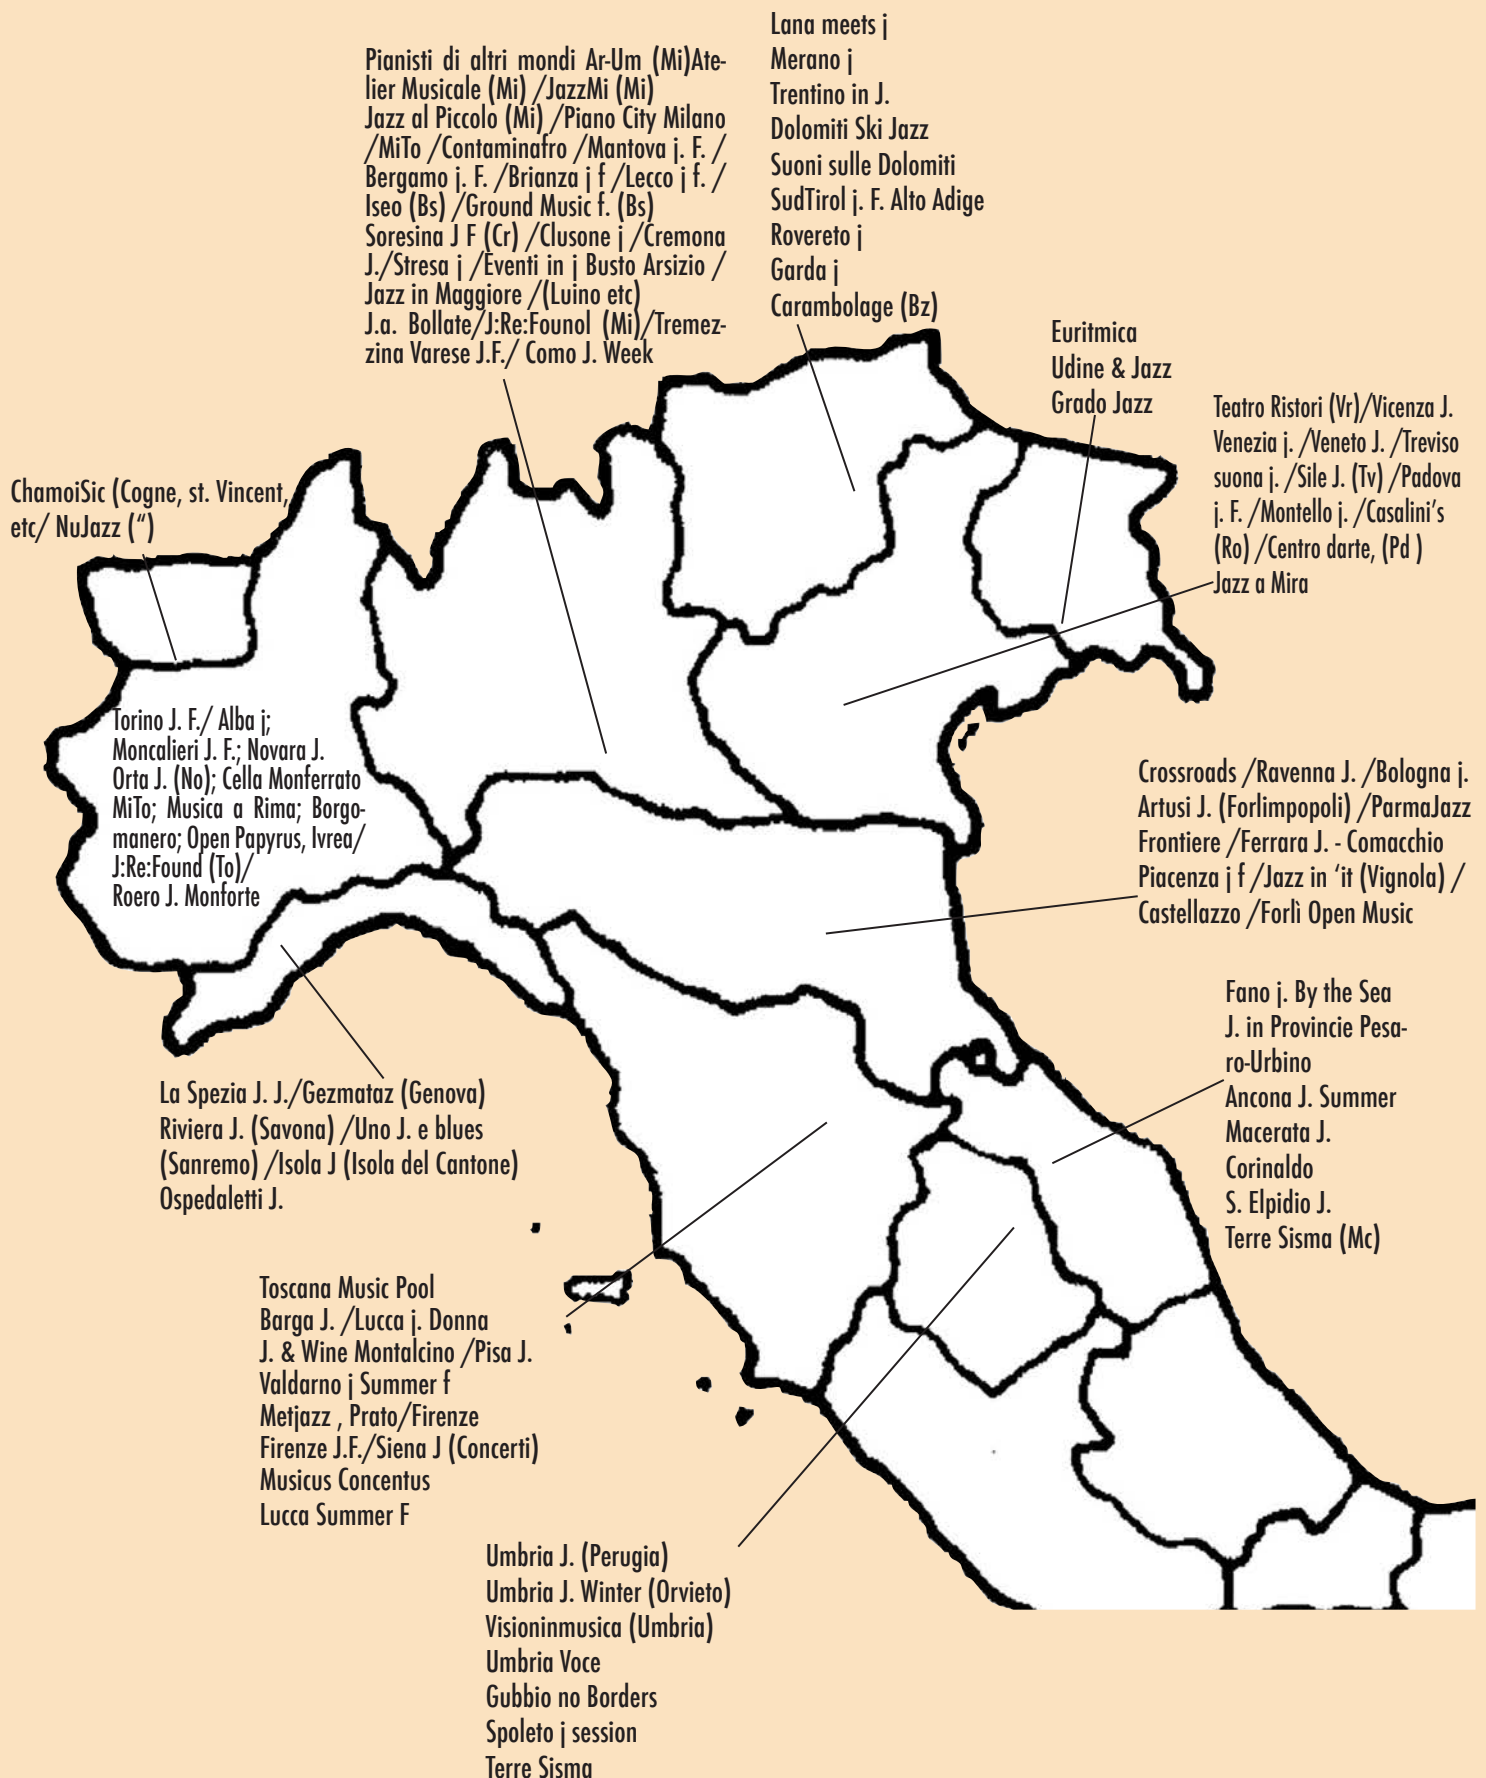 Lana meets j
Merano j
Trentino in J.
Dolomiti Ski Jazz
Suoni sulle Dolomiti
SudTirol j. F. Alto Adige
Rovereto j
Garda j
Carambolage (Bz)
Pianisti di altri mondi Ar-Um (Mi)Ate-
lier Musicale (Mi) /JazzMi (Mi)
Jazz al Piccolo (Mi) /Piano City Milano
/MiTo /Contaminafro /Mantova j. F. /
Bergamo j. F. /Brianza j f /Lecco j f. /
Iseo (Bs) /Ground Music f. (Bs)
Soresina J F (Cr) /Clusone j /Cremona
J./Stresa j /Eventi in j Busto Arsizio /
Jazz in Maggiore /(Luino etc)
J.a. Bollate/J:Re:Founol (Mi)/Tremez-
zina Varese J.F./ Como J. Week
Euritmica
Udine & Jazz
Grado Jazz
Teatro Ristori (Vr)/Vicenza J.
Venezia j. /Veneto J. /Treviso
suona j. /Sile J. (Tv) /Padova
j. F. /Montello j. /Casalini's
(Ro) /Centro darte, (Pd )
Jazz a Mira
ChamoiSic (Cogne, st. Vincent,
etc/ NuJazz (“)
Torino J. F./ Alba j;
Moncalieri J. F.; Novara J.
Orta J. (No); Cella Monferrato
MiTo; Musica a Rima; Borgo-
manero; Open Papyrus, Ivrea/
J:Re:Found (To)/
Roero J. Monforte
Crossroads /Ravenna J. /Bologna j.
Artusi J. (Forlimpopoli) /ParmaJazz
Frontiere /Ferrara J. - Comacchio
Piacenza j f /Jazz in ‘it (Vignola) /
Castellazzo /Forlì Open Music
Fano j. By the Sea
J. in Provincie Pesa-
ro-Urbino
Ancona J. Summer
Macerata J.
Corinaldo
S. Elpidio J.
Terre Sisma (Mc)
La Spezia J. J./Gezmataz (Genova)
Riviera J. (Savona) /Uno J. e blues
(Sanremo) /Isola J (Isola del Cantone)
Ospedaletti J.
Toscana Music Pool
Barga J. /Lucca j. Donna
J. & Wine Montalcino /Pisa J.
Valdarno j Summer f
Metjazz , Prato/Firenze
Firenze J.F./Siena J (Concerti)
Musicus Concentus
Lucca Summer F
Umbria J. (Perugia)
Umbria J. Winter (Orvieto)
Visioninmusica (Umbria)
Umbria Voce
Gubbio no Borders
Spoleto j session
Terre Sisma